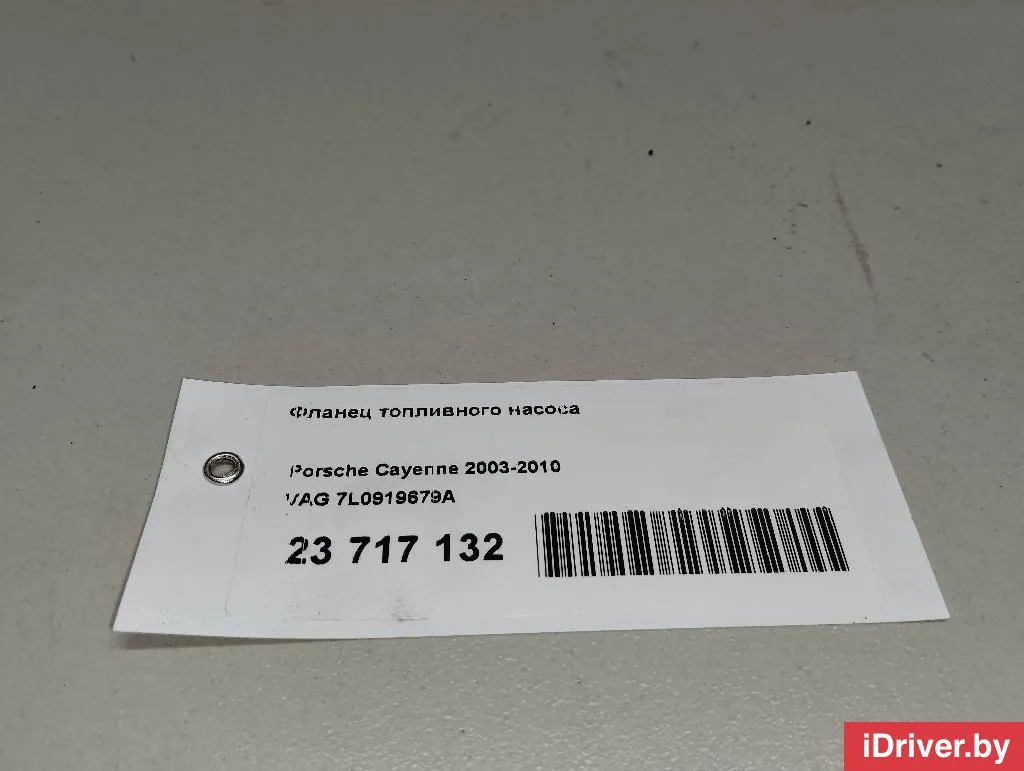 Фланец топливного насоса
Porsche Cayenne 2003-2010
VAG 7L0919679A
23 717 132
iDriver.by